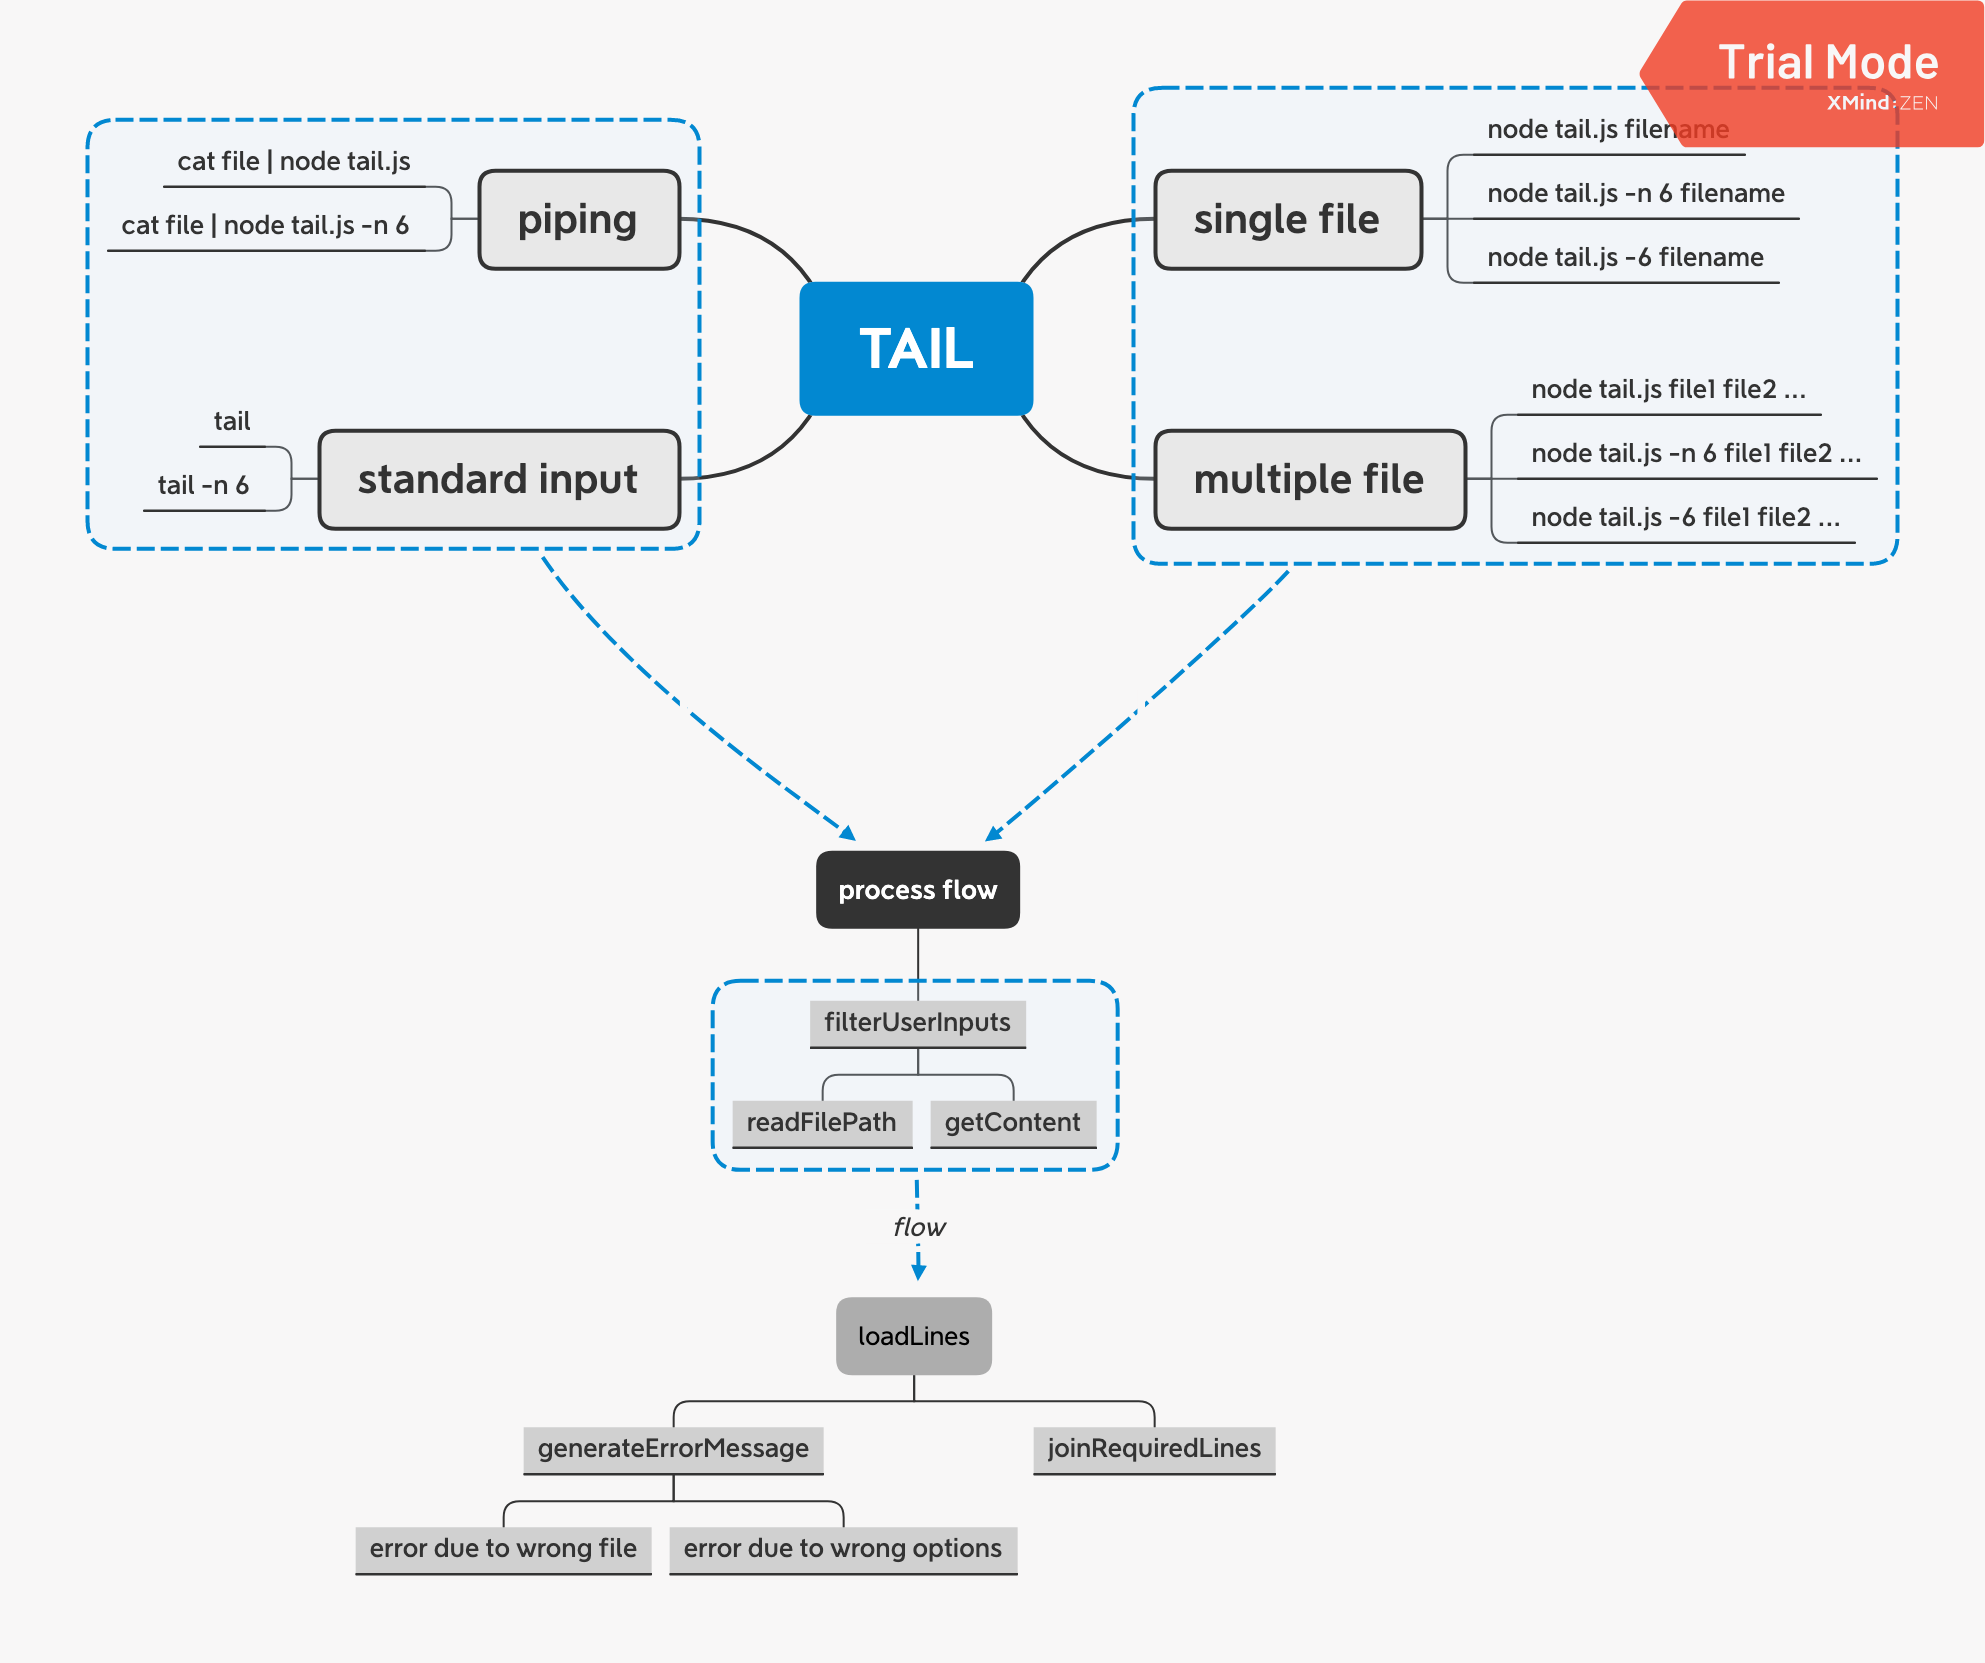 Trial Mode
XMind:ZEN
cat file | node tail.js
cat file | node tail.js -n 6
piping
tail
tail -n 6
standard input
TAIL
single file
node tail.js filename
node tail.js -n 6 filename
node tail.js -6 filename
multiple file
node tail.js file1 file2 ...
node tail.js -n 6 file1 file2 ...
node tail.js -6 file1 file2 ...
process flow
filterUserInputs
readFilePath
getContent
flow
loadLines
generateErrorMessage
joinRequiredLines
error due to wrong file
error due to wrong options